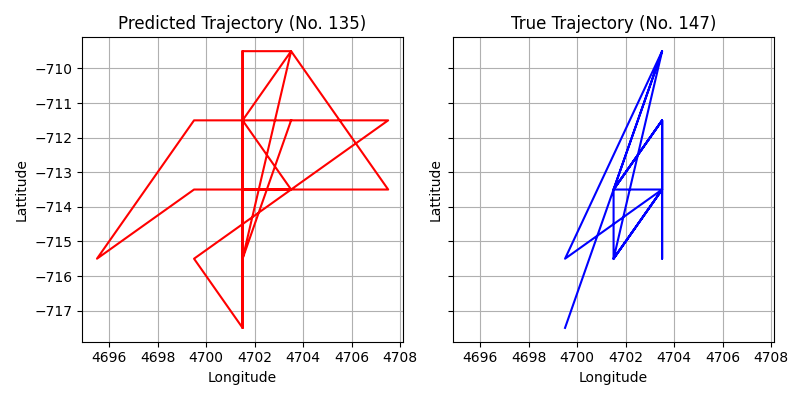 Predicted Trajectory (No. 135)
True Trajectory (No. 147)
Lattitude
−710
−711
−712
−713
−714
−715
−716
−717
4696 4698 4700 4702 4704 4706 4708
Longitude
Lattitude
4696 4698 4700 4702 4704 4706 4708
Longitude